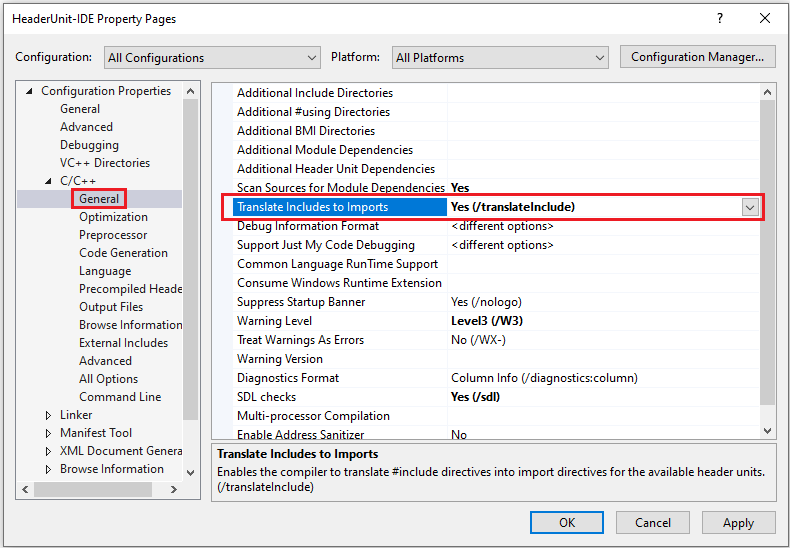 HeaderUnit-IDE Property Pages
Configuration: All Configurations Platform: All Platforms Configuration Manager...
Configuration Properties
General
Advanced
Debugging
VC++ Directories
C/C++
General
Optimization
Preprocessor
Code Generation
Language
Precompiled Heade
Output Files
Browse Information
External Includes
Advanced
All Options
Command Line
Linker
Manifest Tool
XML Document Genera
Browse Information
Additional Include Directories
Additional #using Directories
Additional BMI Directories
Additional Module Dependencies
Additional Header Unit Dependencies
Scan Sources for Module Dependencies Yes
Translate Includes to Imports Yes (/translateInclude)
Debug Information Format <different options>
Support Just My Code Debugging <different options>
Common Language RunTime Support
Consume Windows Runtime Extension
Suppress Startup Banner Yes (/nologo)
Warning Level Level3 (/W3)
Treat Warnings As Errors No (/WX-)
Warning Version
Diagnostics Format Column Info (/diagnostics:column)
SDL checks Yes (/sdl)
Multi-processor Compilation
Enable Address Sanitizer No
Translate Includes to Imports
Enables the compiler to translate #include directives into import directives for the available header units.
(/translateInclude)
OK Cancel Apply